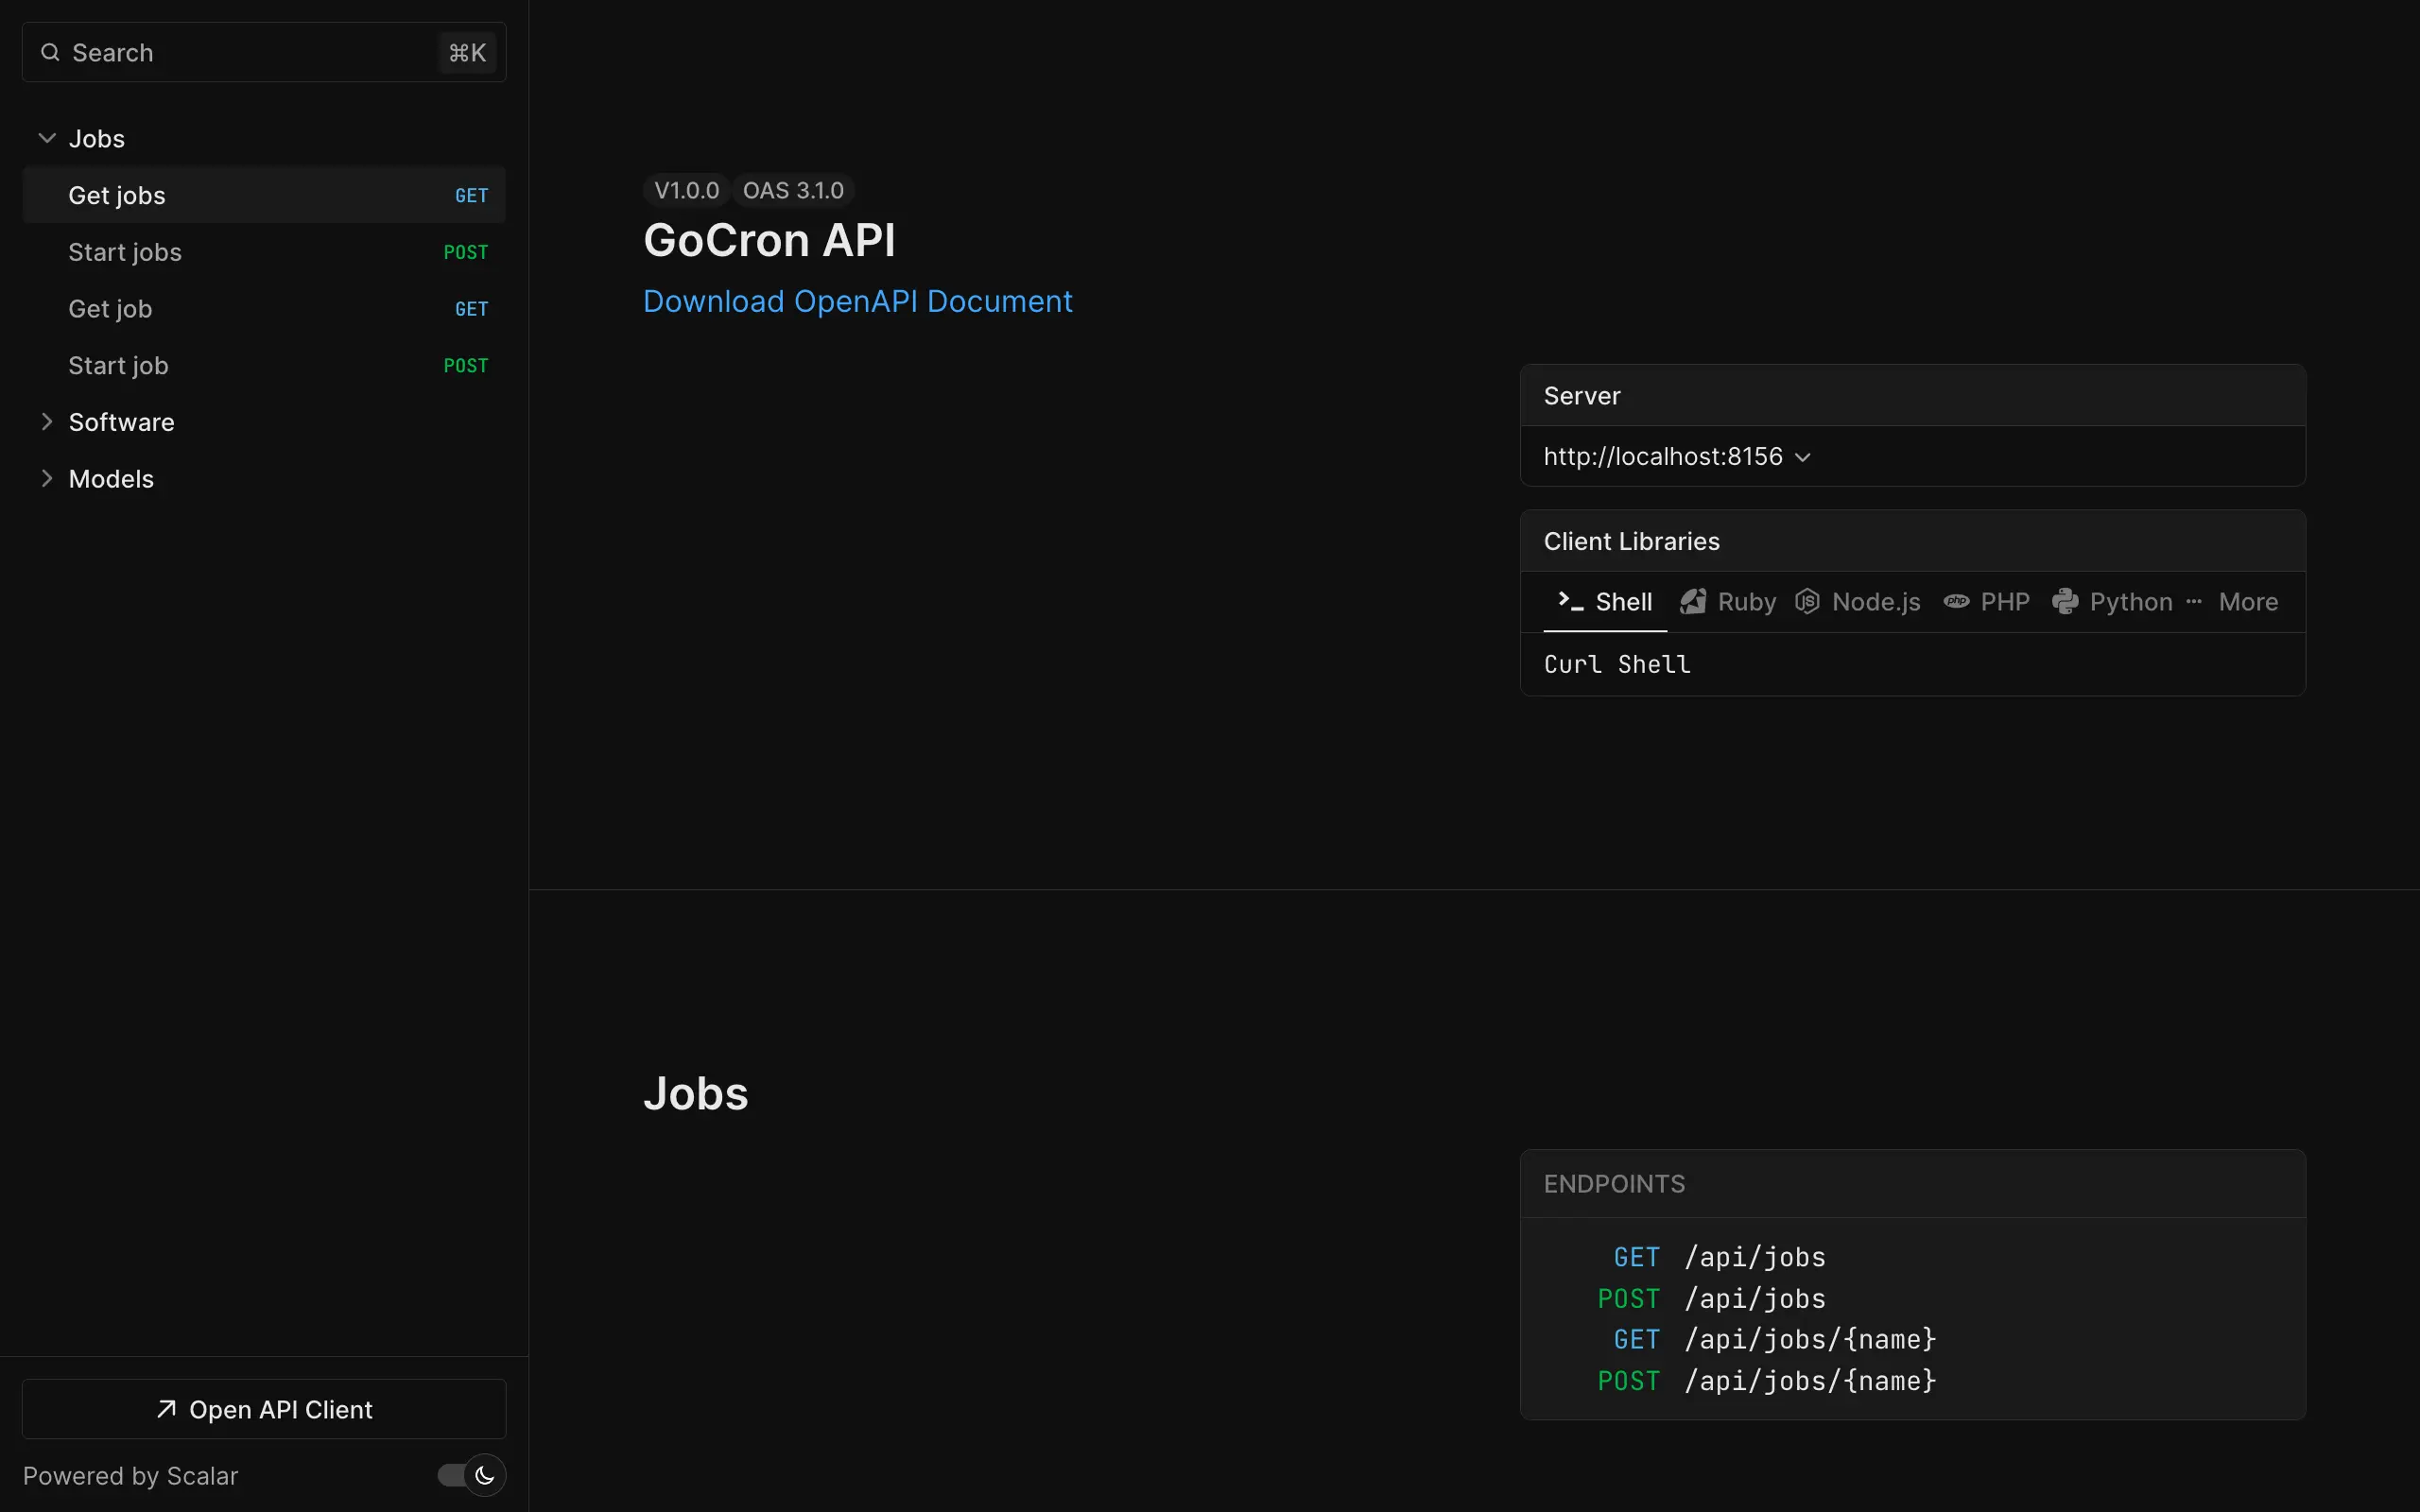 Search ⌘K
Jobs
Get jobs GET
Start jobs POST
Get job GET
Start job POST
Software
Models
Open API Client
Powered by Scalar
V1.0.0 OAS 3.1.0
GoCron API
Download OpenAPI Document
Server
http://localhost:8156
Client Libraries
Shell Ruby Node.js PHP Python ··· More
Curl Shell
Jobs
ENDPOINTS
GET /api/jobs
POST /api/jobs
GET /api/jobs/{name}
POST /api/jobs/{name}